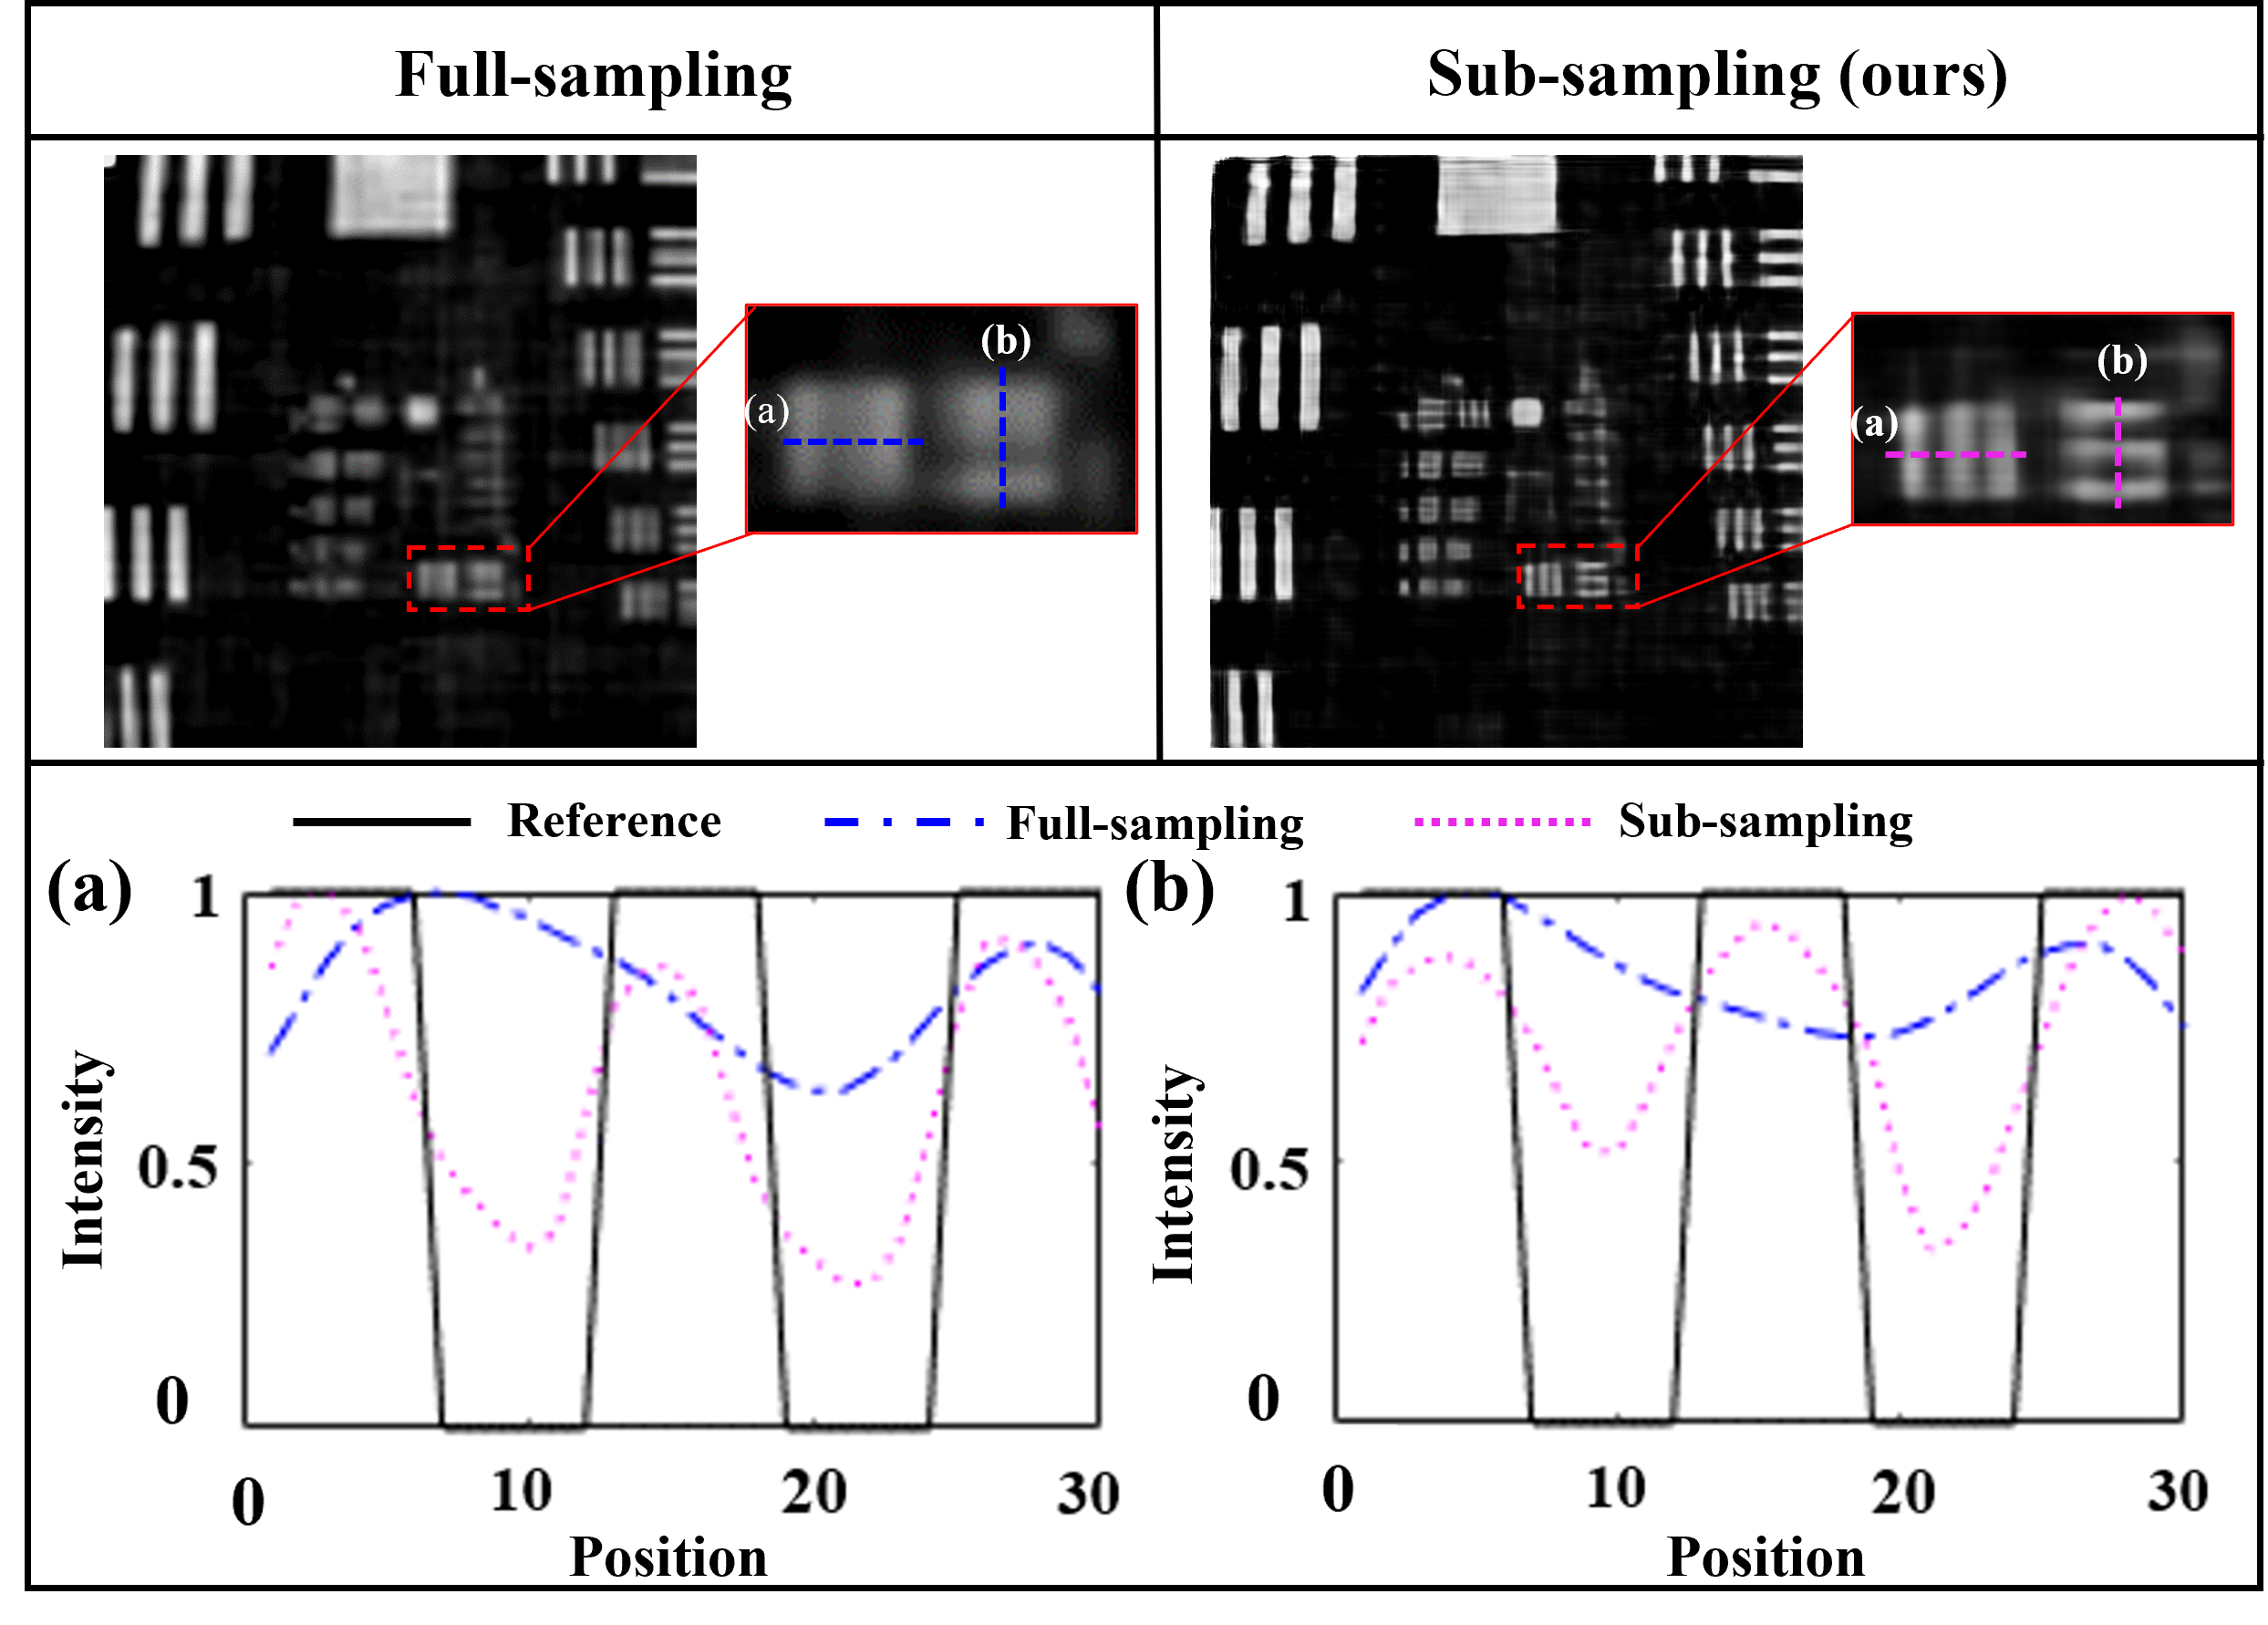 Full-sampling
Sub-sampling (ours)
(b)
(a)
(b)
(a)
Reference
Full-sampling
Sub-sampling
(a)
1
0.5
0
Intensity
0
10
20
30
Position
(b)
1
0.5
0
Intensity
0
10
20
30
Position